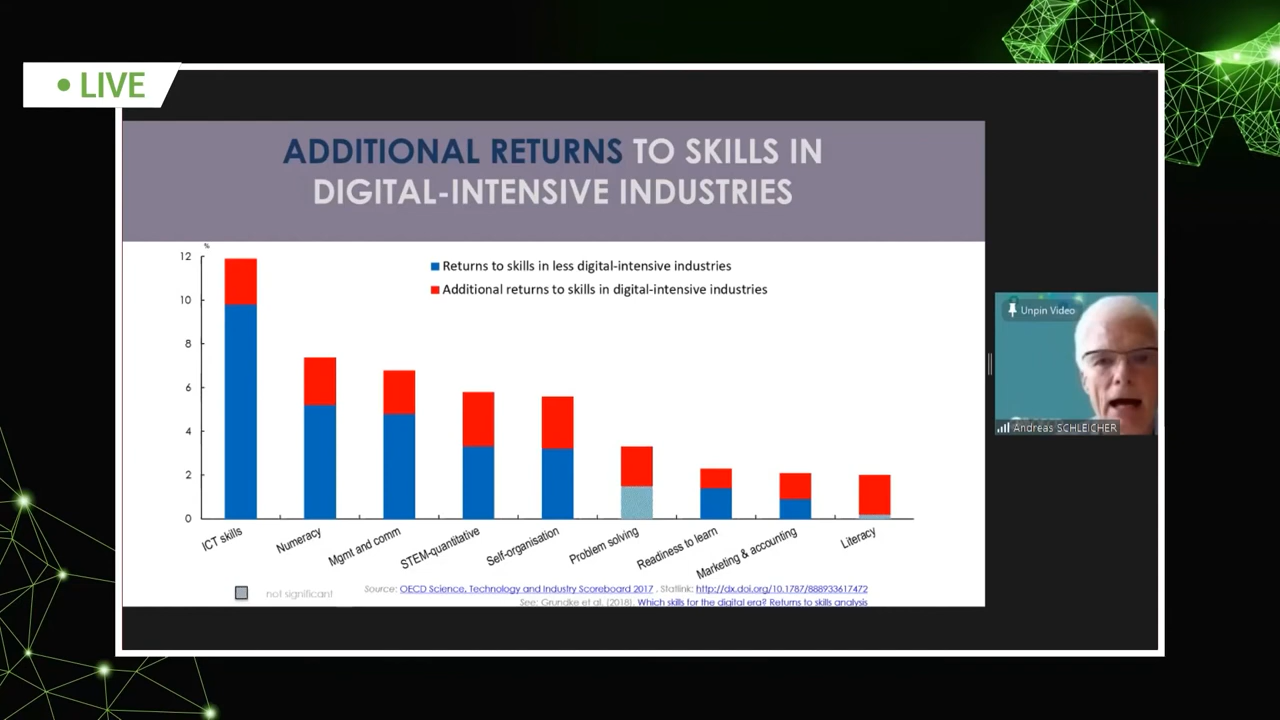 LIVE
ADDITIONAL RETURNS TO SKILLS IN
DIGITAL-INTENSIVE INDUSTRIES
%
12
10
8
6
4
2
0
Returns to skills in less digital-intensive industries
Additional returns to skills in digital-intensive industries
ICT skills
Numeracy
Mgmt and comm
STEM-quantitative
Self-organisation
Problem solving
Readiness to learn
Marketing & accounting
Literacy
not significant
Source: OECD Science, Technology and Industry Scoreboard 2017 , Statlink: http://dx.doi.org/10.1787/888933617472
See: Grundke et al. (2018), Which skills for the digital era? Returns to skills analysis
Unpin Video
Andreas SCHLEICHER